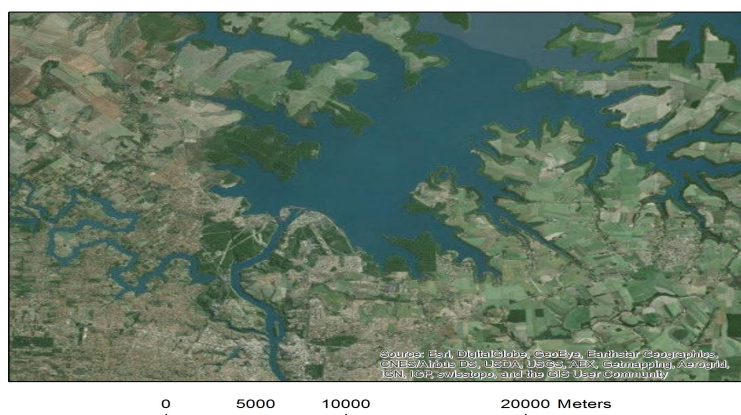 Source: Esri, DigitalGlobe, GeoEye, Earthstar Geographics,
CNES/Airbus DS, USDA, USGS, AEX, Getmapping, Aerogrid,
IGN, IGP, swisstopo, and the GIS User Community
0 5000 10000 20000 Meters